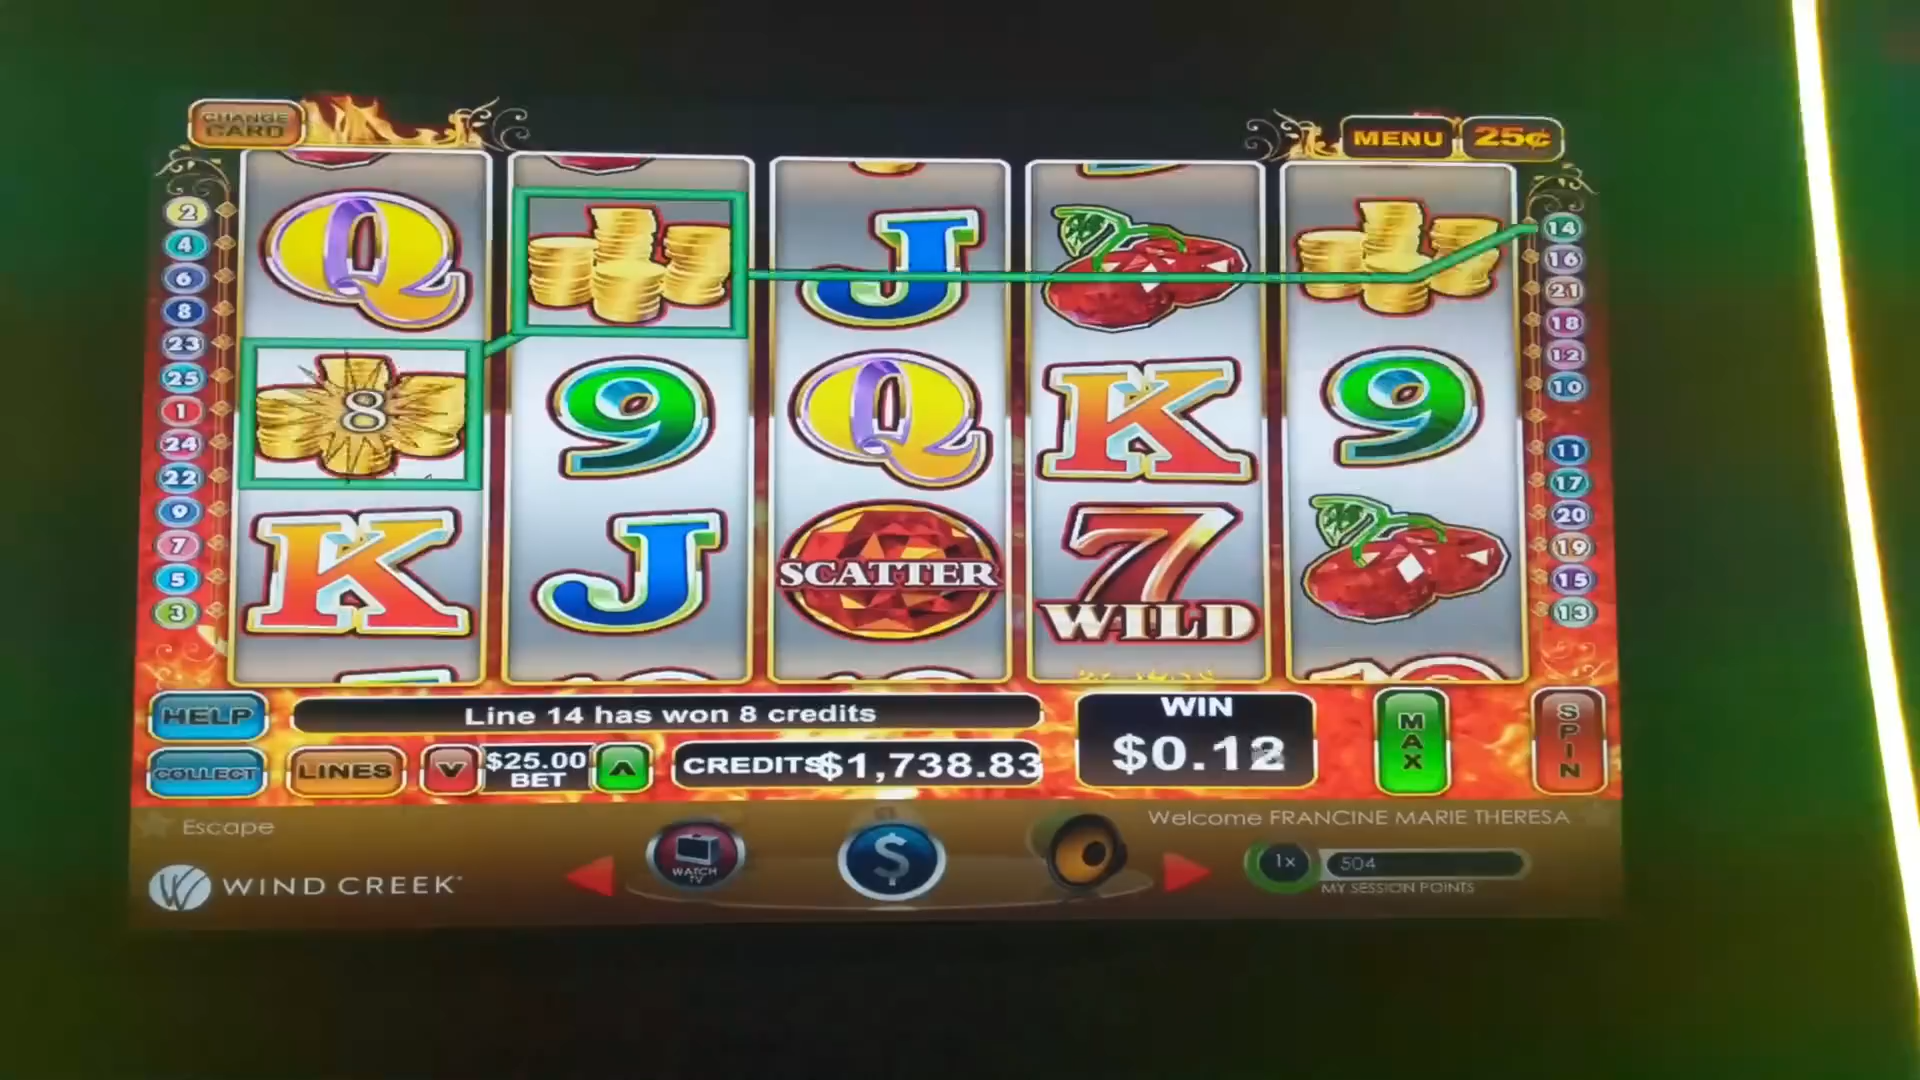 CHANGE
CARD
MENU
25¢
2
4
6
8
23
25
1
24
22
9
7
5
3
Q
J
8
9
Q
K
9
K
J
SCATTER
7
WILD
14
16
21
18
12
10
11
17
20
19
15
13
HELP
Line 14 has won 8 credits
WIN
$0.12
MAX
SPIN
COLLECT
LINES
$25.00
BET
CREDITS
$1,738.83
Escape
Welcome FRANCINE MARIE THERESA
WIND CREEK
WATCH
TV
$
1x
504
MY SESSION POINTS